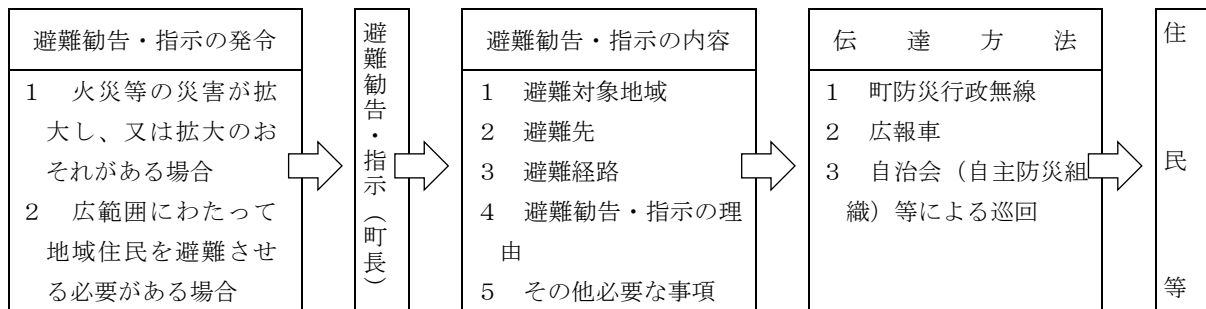 避難勧告・指示の発令
1 火災等の災害が拡
大し、又は拡大のお
それがある場合
2 広範囲にわたって
地域住民を避難させ
る必要がある場合
避難勧告・指示(町長)
避難勧告・指示の内容
1 避難対象地域
2 避難先
3 避難経路
4 避難勧告・指示の理
由
5 その他必要な事項
伝達方法
1 町防災行政無線
2 広報車
3 自治会(自主防災組
織)等による巡回
住民等